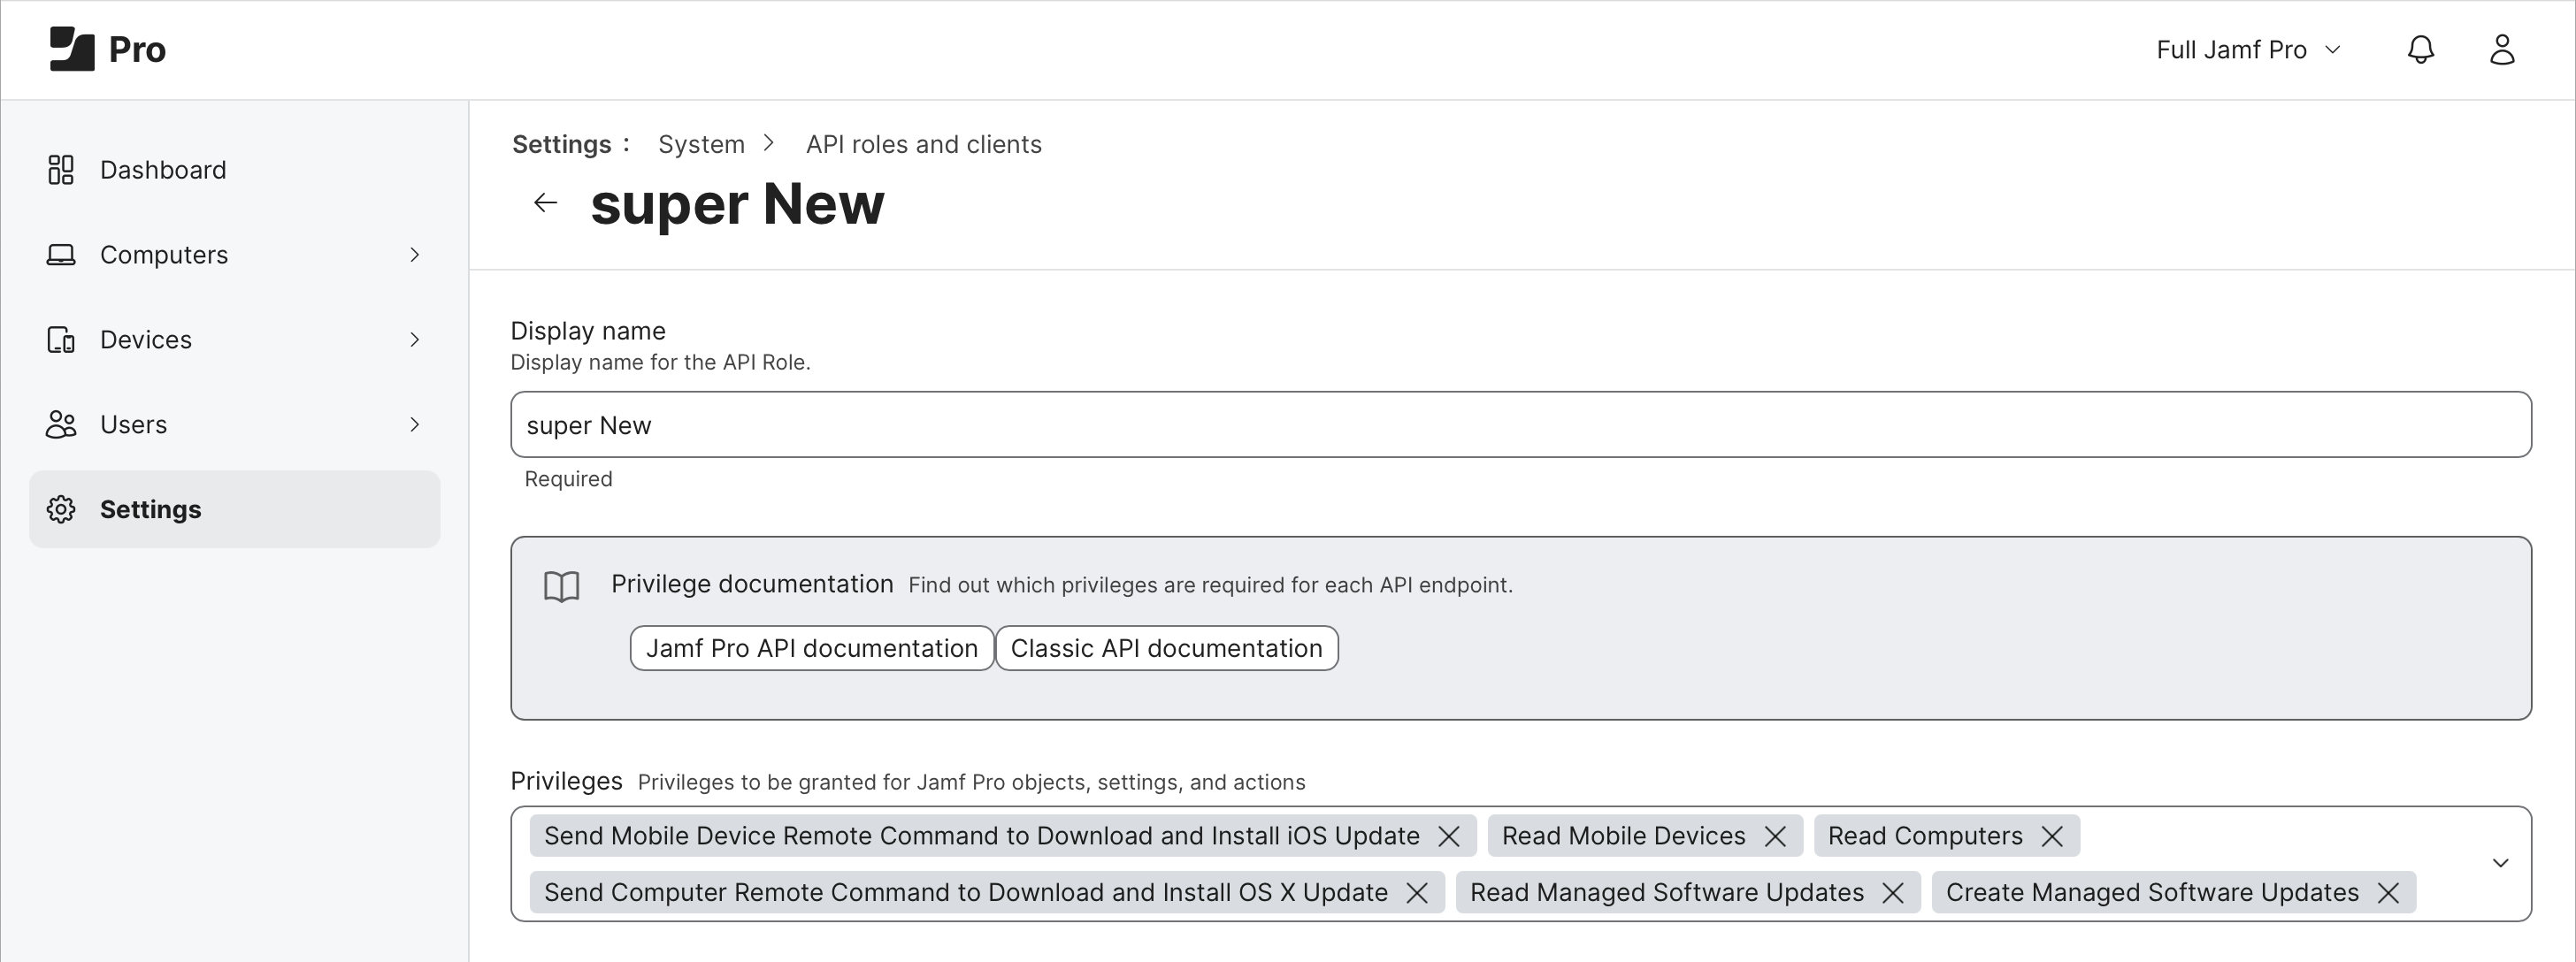 Pro
Full Jamf Pro
Dashboard
Computers
Devices
Users
Settings
Settings : System > API roles and clients
super New
Display name
Display name for the API Role.
super New
Required
Privilege documentation Find out which privileges are required for each API endpoint.
Jamf Pro API documentation Classic API documentation
Privileges Privileges to be granted for Jamf Pro objects, settings, and actions
Send Mobile Device Remote Command to Download and Install iOS Update Read Mobile Devices Read Computers
Send Computer Remote Command to Download and Install OS X Update Read Managed Software Updates Create Managed Software Updates